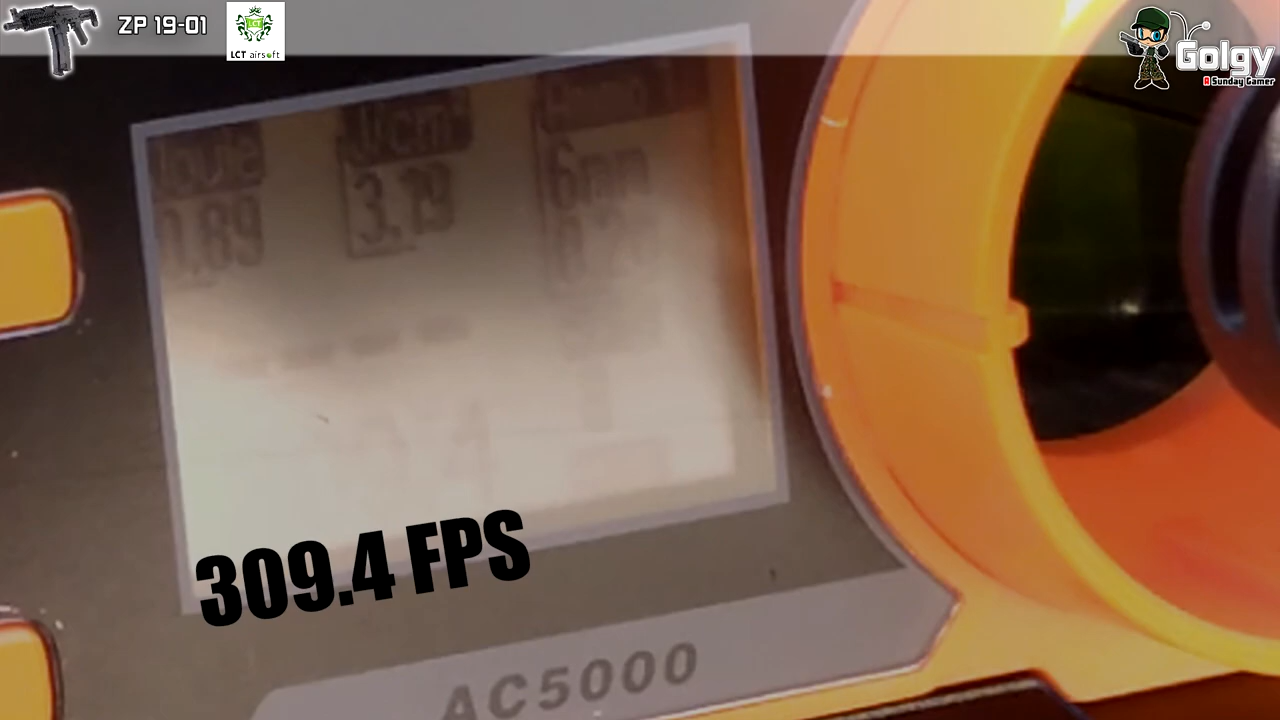 ZP 19-01
LCT
LCT airsoft
Golgy
A Sunday Gamer
Joule
J/cm²
0.89
3.19
6mm
309.4 FPS
AC5000